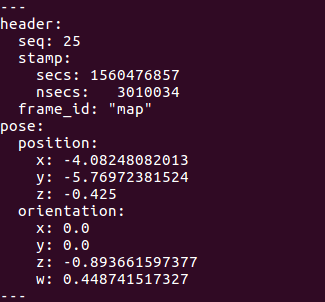 ---
header:
  seq: 25
  stamp:
    secs: 1560476857
    nsecs:   3010034
  frame_id: "map"
pose:
  position:
    x: -4.08248082013
    y: -5.76972381524
    z: -0.425
  orientation:
    x: 0.0
    y: 0.0
    z: -0.893661597377
    w: 0.448741517327
---